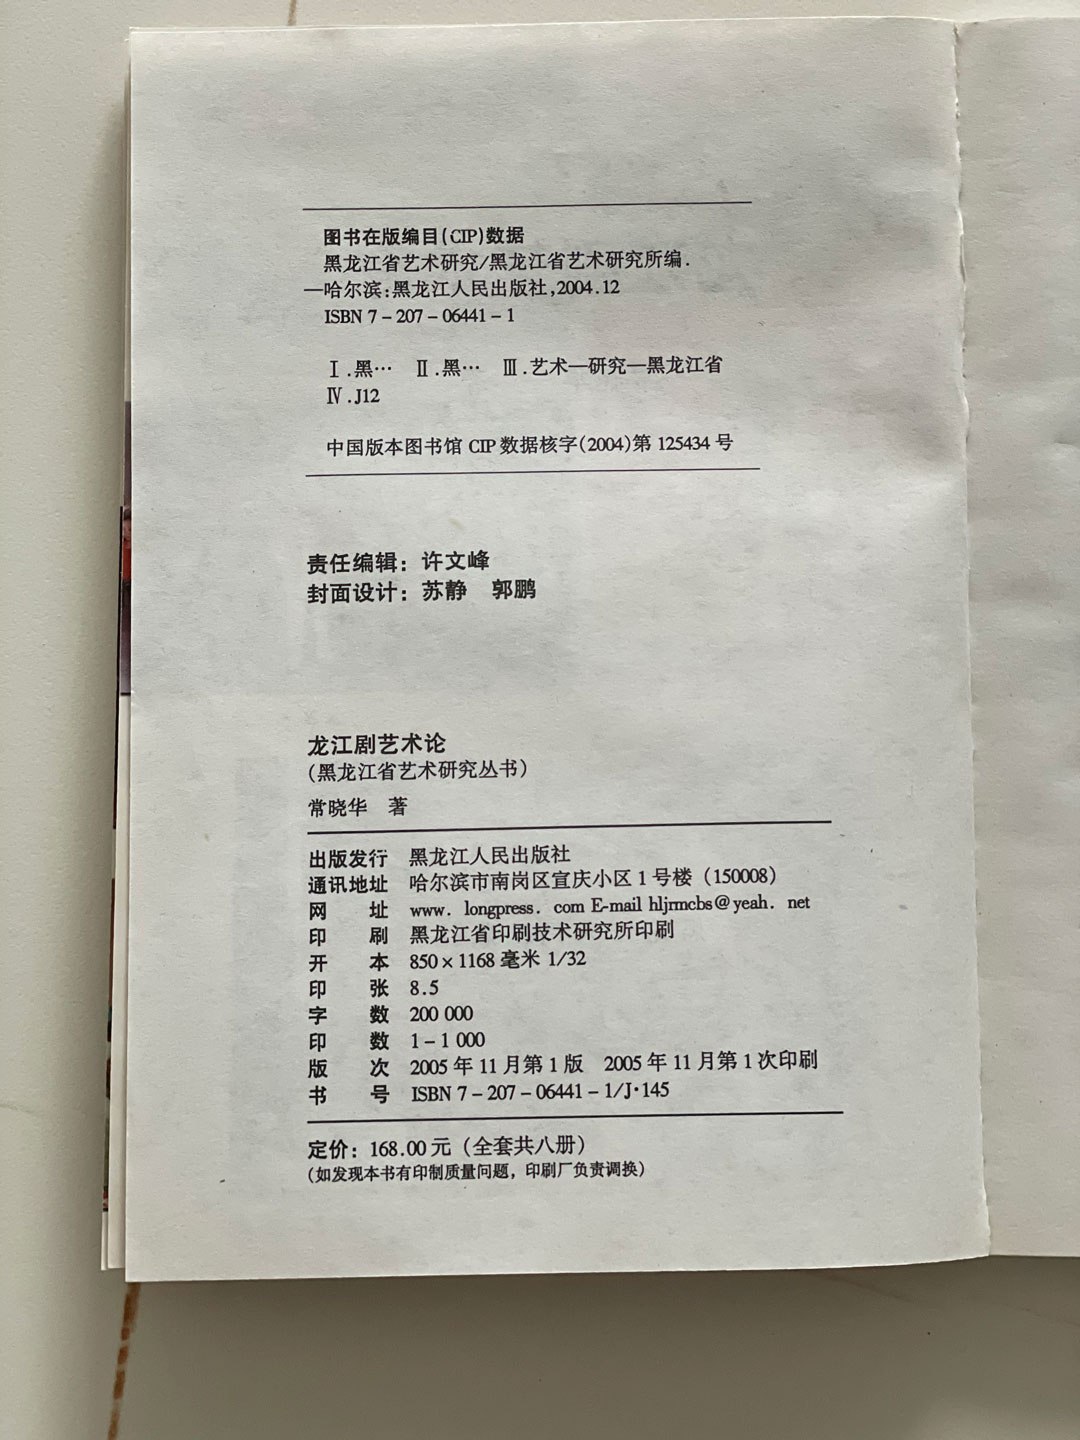 图书在版编目(CIP)数据
黑龙江省艺术研究/黑龙江省艺术研究所编.
—哈尔滨:黑龙江人民出版社,2004.12
ISBN 7-207-06441-1
Ⅰ.黑… Ⅱ.黑… Ⅲ.艺术—研究—黑龙江省
Ⅳ.J12
中国版本图书馆 CIP 数据核字(2004)第 125434 号
责任编辑：许文峰
封面设计：苏静 郭鹏
龙江剧艺术论
（黑龙江省艺术研究丛书）
常晓华 著
出版发行 黑龙江人民出版社
通讯地址 哈尔滨市南岗区宣庆小区 1 号楼（150008）
网 址 www. longpress. com E-mail hljrmcbs@yeah. net
印 刷 黑龙江省印刷技术研究所印刷
开 本 850×1168 毫米 1/32
印 张 8.5
字 数 200 000
印 数 1-1 000
版 次 2005 年 11 月第 1 版 2005 年 11 月第 1 次印刷
书 号 ISBN 7-207-06441-1/J·145
定价：168.00 元（全套共八册）
（如发现本书有印制质量问题，印刷厂负责调换）